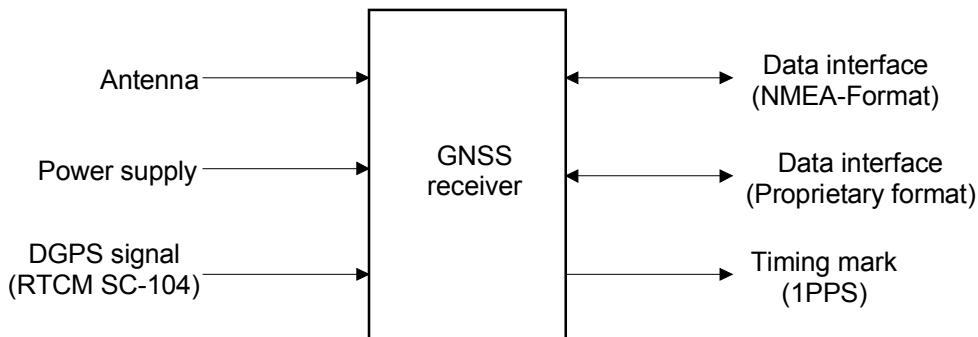 Antenna
Power supply
DGPS signal
(RTCM SC-104)
GNSS
receiver
Data interface
(NMEA-Format)
Data interface
(Proprietary format)
Timing mark
(1PPS)